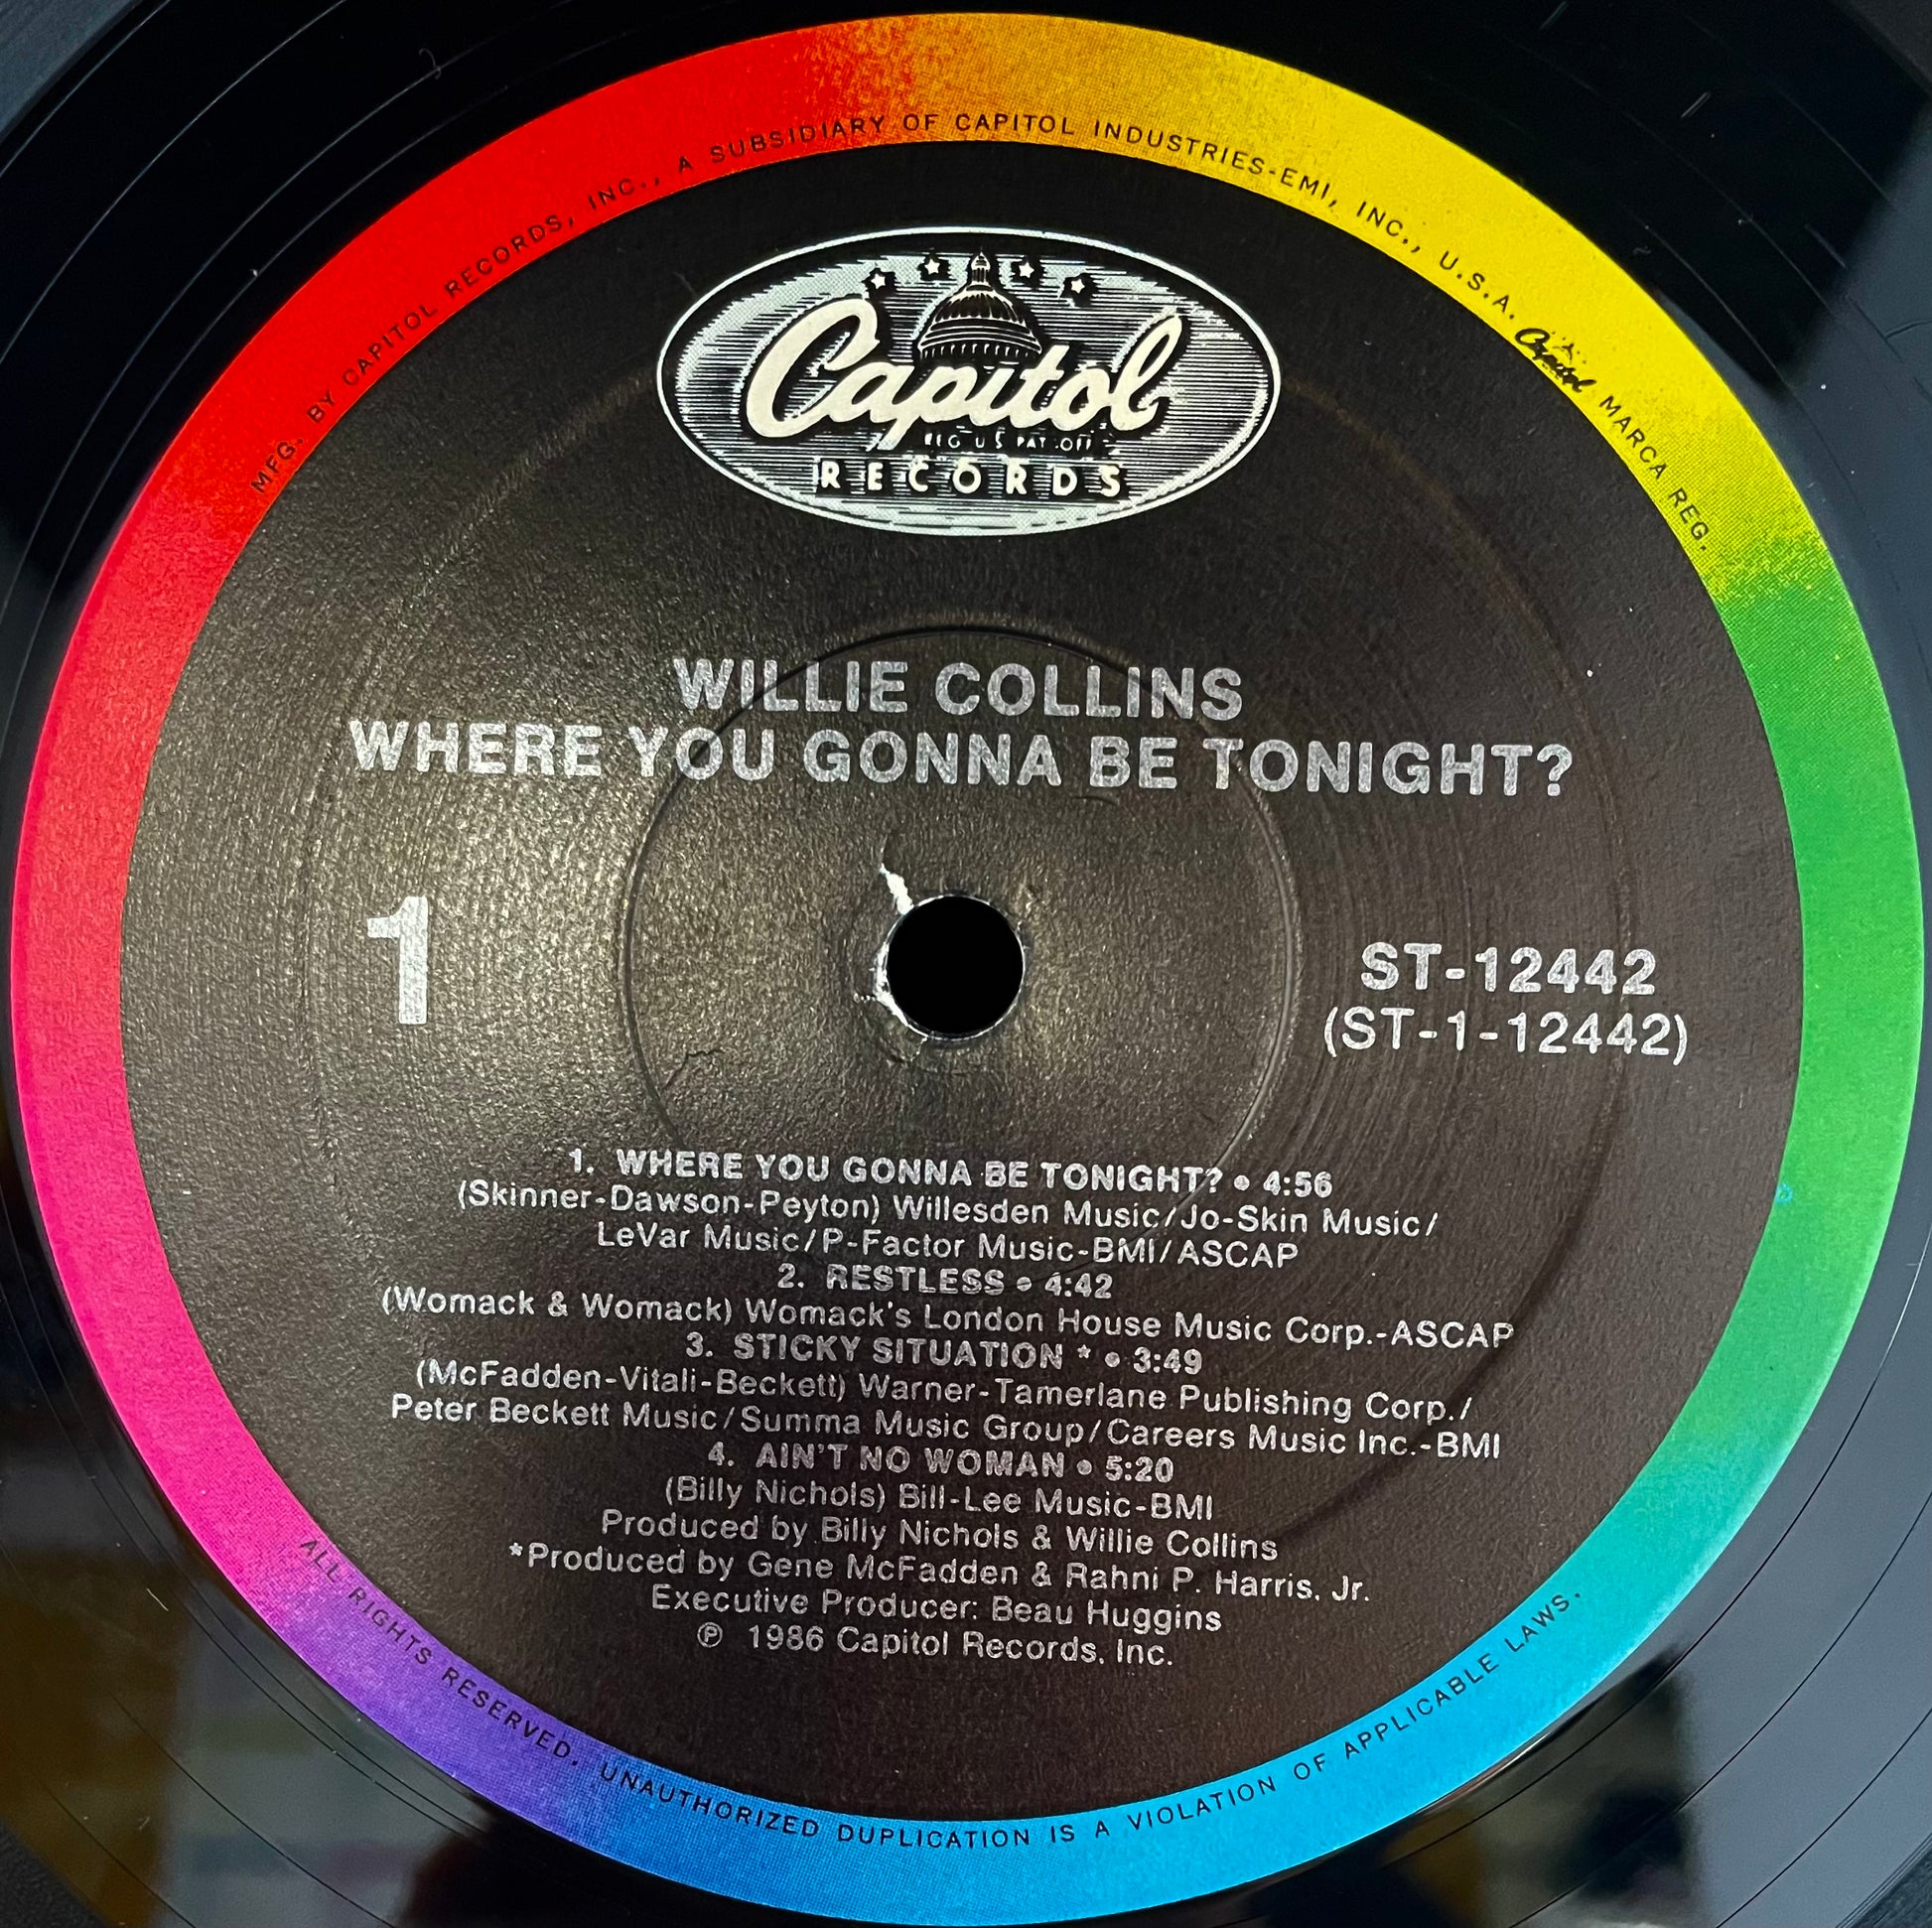 MFG. BY CAPITOL RECORDS, INC., A SUBSIDIARY OF CAPITOL INDUSTRIES-EMI, INC., U.S.A. Capitol MARCA REG.
Capitol
REG U S PAT OFF
RECORDS
WILLIE COLLINS
WHERE YOU GONNA BE TONIGHT?
1
ST-12442
(ST-1-12442)
1. WHERE YOU GONNA BE TONIGHT? • 4:56
(Skinner-Dawson-Peyton) Willesden Music/Jo-Skin Music/
LeVar Music/P-Factor Music-BMI/ASCAP
2. RESTLESS • 4:42
(Womack & Womack) Womack's London House Music Corp.-ASCAP
3. STICKY SITUATION * • 3:49
(McFadden-Vitali-Beckett) Warner-Tamerlane Publishing Corp./
Peter Beckett Music/Summa Music Group/Careers Music Inc.-BMI
4. AIN'T NO WOMAN • 5:20
(Billy Nichols) Bill-Lee Music-BMI
Produced by Billy Nichols & Willie Collins
*Produced by Gene McFadden & Rahni P. Harris, Jr.
Executive Producer: Beau Huggins
℗ 1986 Capitol Records, Inc.
ALL RIGHTS RESERVED. UNAUTHORIZED DUPLICATION IS A VIOLATION OF APPLICABLE LAWS.